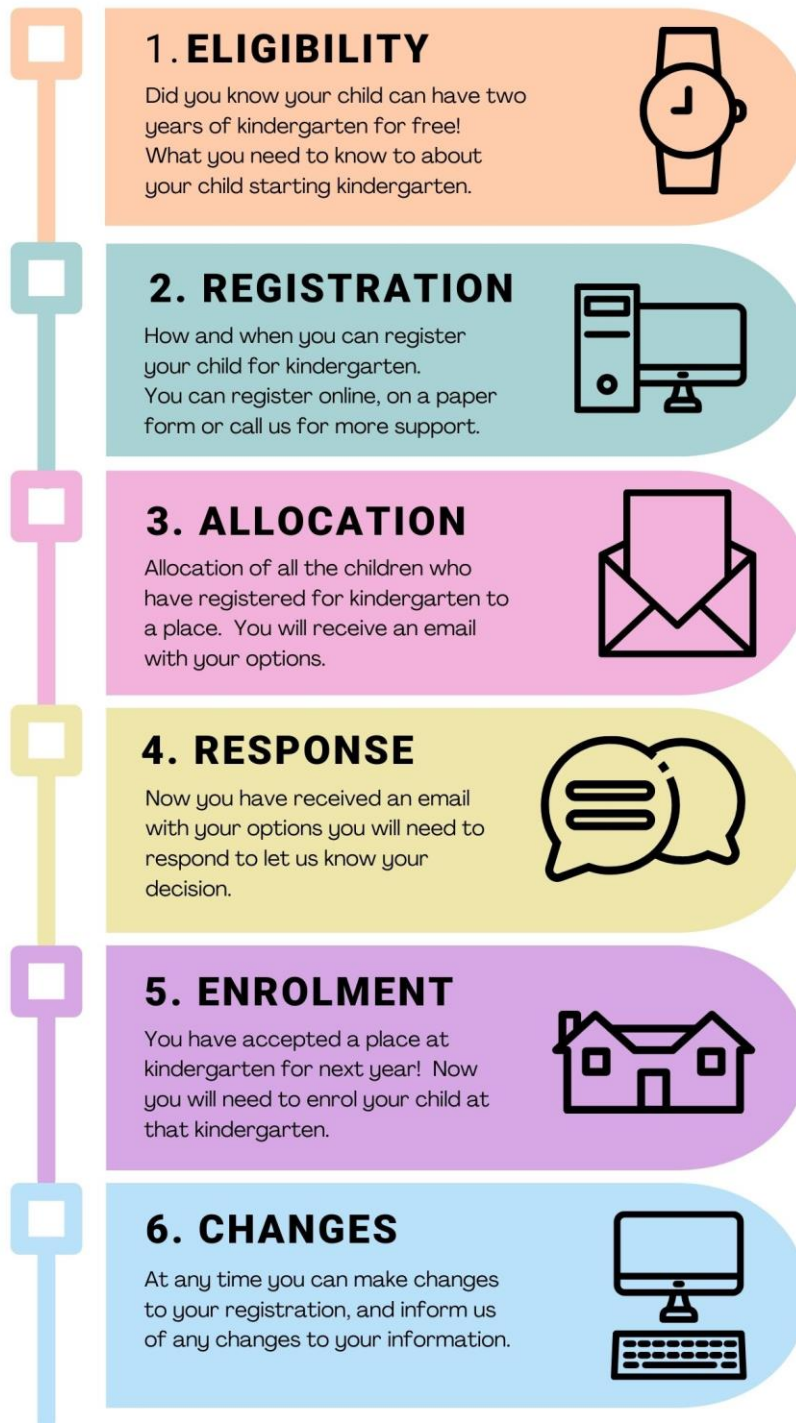 1. ELIGIBILITY
Did you know your child can have two
years of kindergarten for free!
What you need to know to about
your child starting kindergarten.
2. REGISTRATION
How and when you can register
your child for kindergarten.
You can register online, on a paper
form or call us for more support.
3. ALLOCATION
Allocation of all the children who
have registered for kindergarten to
a place. You will receive an email
with your options.
4. RESPONSE
Now you have received an email
with your options you will need to
respond to let us know your
decision.
5. ENROLMENT
You have accepted a place at
kindergarten for next year! Now
you will need to enrol your child at
that kindergarten.
6. CHANGES
At any time you can make changes
to your registration, and inform us
of any changes to your information.